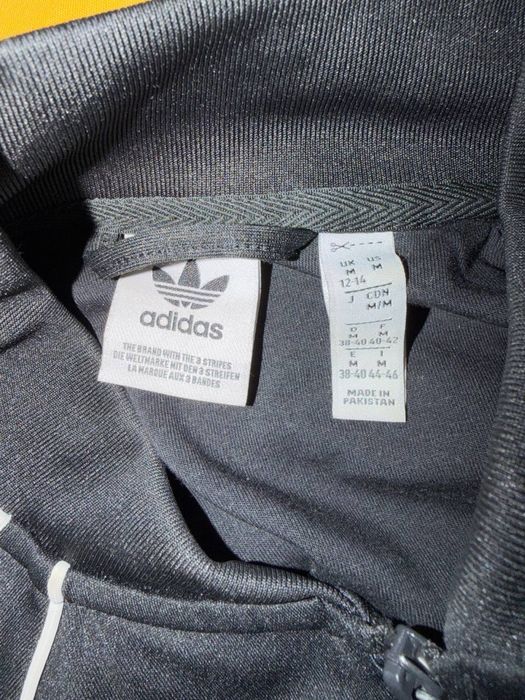 adidas
THE BRAND WITH THE 3 STRIPES
DIE WELTMARKE MIT DEN 3 STREIFEN
LA MARQUE AUX 3 BANDES
UK US
M M
12-14
J CDN
M/M
D F
M M
38-40 40-42
E I
M M
38-40 44-46
MADE IN
PAKISTAN